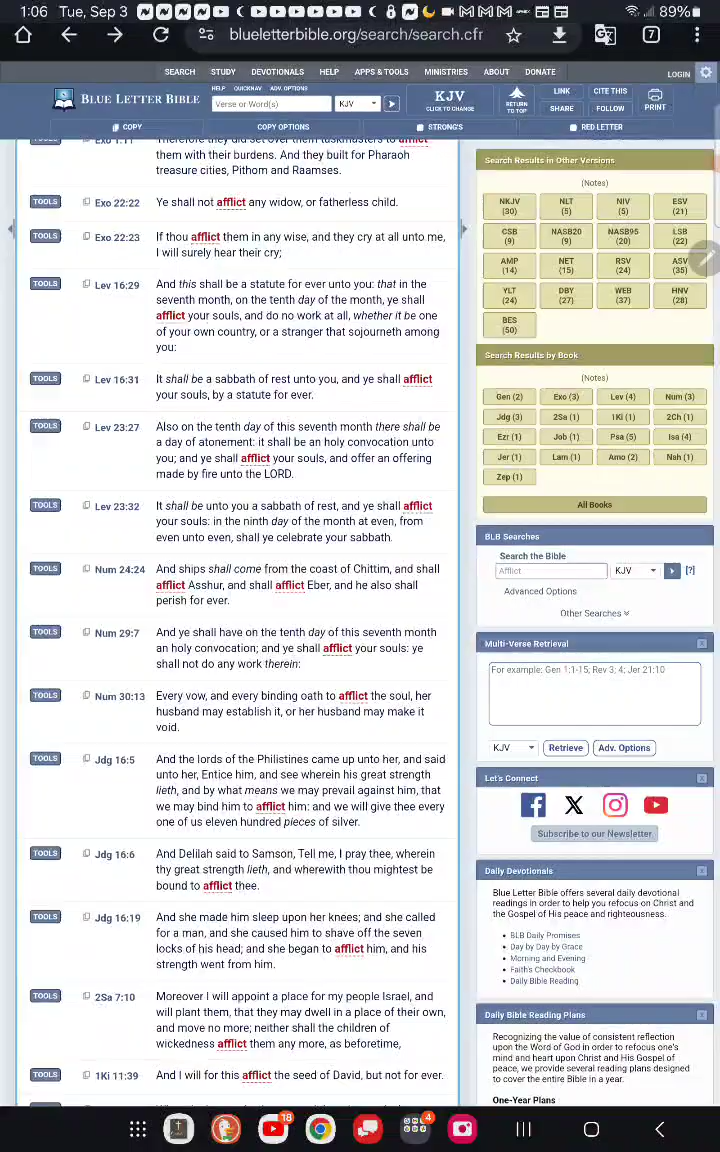 1:06 Tue, Sep 3
89%
blueletterbible.org/search/search.cfr
7
SEARCH STUDY DEVOTIONALS HELP APPS & TOOLS MINISTRIES ABOUT DONATE
LOGIN
BLUE LETTER BIBLE
HELP QUICKNAV ADV. OPTIONS
Verse or Word(s)
KJV
KJV
CLICK TO CHANGE
RETURN
TO TOP
LINK
CITE THIS
SHARE
FOLLOW
PRINT
COPY
COPY OPTIONS
STRONG'S
RED LETTER
TOOLS Exo 1:11 Therefore they did set over them taskmasters to afflict
them with their burdens. And they built for Pharaoh
treasure cities, Pithom and Raamses.
TOOLS Exo 22:22 Ye shall not afflict any widow, or fatherless child.
TOOLS Exo 22:23 If thou afflict them in any wise, and they cry at all unto me,
I will surely hear their cry;
TOOLS Lev 16:29 And this shall be a statute for ever unto you: that in the
seventh month, on the tenth day of the month, ye shall
afflict your souls, and do no work at all, whether it be one
of your own country, or a stranger that sojourneth among
you:
TOOLS Lev 16:31 It shall be a sabbath of rest unto you, and ye shall afflict
your souls, by a statute for ever.
TOOLS Lev 23:27 Also on the tenth day of this seventh month there shall be
a day of atonement: it shall be an holy convocation unto
you; and ye shall afflict your souls, and offer an offering
made by fire unto the LORD.
TOOLS Lev 23:32 It shall be unto you a sabbath of rest, and ye shall afflict
your souls: in the ninth day of the month at even, from
even unto even, shall ye celebrate your sabbath.
TOOLS Num 24:24 And ships shall come from the coast of Chittim, and shall
afflict Asshur, and shall afflict Eber, and he also shall
perish for ever.
TOOLS Num 29:7 And ye shall have on the tenth day of this seventh month
an holy convocation; and ye shall afflict your souls: ye
shall not do any work therein:
TOOLS Num 30:13 Every vow, and every binding oath to afflict the soul, her
husband may establish it, or her husband may make it
void.
TOOLS Jdg 16:5 And the lords of the Philistines came up unto her, and said
unto her, Entice him, and see wherein his great strength
lieth, and by what means we may prevail against him, that
we may bind him to afflict him: and we will give thee every
one of us eleven hundred pieces of silver.
TOOLS Jdg 16:6 And Delilah said to Samson, Tell me, I pray thee, wherein
thy great strength lieth, and wherewith thou mightest be
bound to afflict thee.
TOOLS Jdg 16:19 And she made him sleep upon her knees; and she called
for a man, and she caused him to shave off the seven
locks of his head; and she began to afflict him, and his
strength went from him.
TOOLS 2Sa 7:10 Moreover I will appoint a place for my people Israel, and
will plant them, that they may dwell in a place of their own,
and move no more; neither shall the children of
wickedness afflict them any more, as beforetime,
TOOLS 1Ki 11:39 And I will for this afflict the seed of David, but not for ever.
Search Results in Other Versions
(Notes)
NKJV (30) NLT (5) NIV (5) ESV (21)
CSB (9) NASB20 (9) NASB95 (20) LSB (22)
AMP (14) NET (15) RSV (24) ASV (35)
YLT (24) DBY (27) WEB (37) HNV (28)
BES (50)
Search Results by Book
(Notes)
Gen (2) Exo (3) Lev (4) Num (3)
Jdg (3) 2Sa (1) 1Ki (1) 2Ch (1)
Ezr (1) Job (1) Psa (5) Isa (4)
Jer (1) Lam (1) Amo (2) Nah (1)
Zep (1)
All Books
BLB Searches
Search the Bible
Afflict KJV [?]
Advanced Options
Other Searches
Multi-Verse Retrieval
For example: Gen 1:1-15; Rev 3; 4; Jer 21:10
KJV Retrieve Adv. Options
Let's Connect
Subscribe to our Newsletter
Daily Devotionals
Blue Letter Bible offers several daily devotional
readings in order to help you refocus on Christ and
the Gospel of His peace and righteousness.
BLB Daily Promises
Day by Day by Grace
Morning and Evening
Faith's Checkbook
Daily Bible Reading
Daily Bible Reading Plans
Recognizing the value of consistent reflection
upon the Word of God in order to refocus one's
mind and heart upon Christ and His Gospel of
peace, we provide several reading plans designed
to cover the entire Bible in a year.
One-Year Plans
18
4